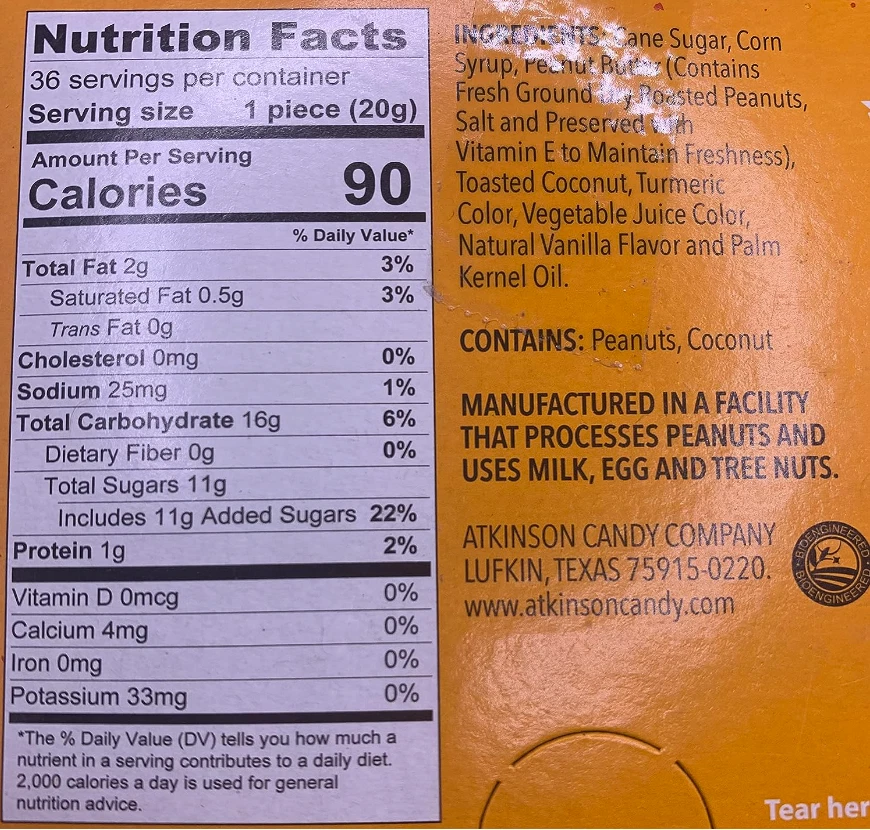 Nutrition Facts
36 servings per container
Serving size 1 piece (20g)
Amount Per Serving
Calories 90
% Daily Value*
Total Fat 2g 3%
Saturated Fat 0.5g 3%
Trans Fat 0g
Cholesterol 0mg 0%
Sodium 25mg 1%
Total Carbohydrate 16g 6%
Dietary Fiber 0g 0%
Total Sugars 11g
Includes 11g Added Sugars 22%
Protein 1g 2%
Vitamin D 0mcg 0%
Calcium 4mg 0%
Iron 0mg 0%
Potassium 33mg 0%
*The % Daily Value (DV) tells you how much a
nutrient in a serving contributes to a daily diet.
2,000 calories a day is used for general
nutrition advice.
INGREDIENTS: Cane Sugar, Corn
Syrup, Peanut Butter (Contains
Fresh Ground Dry Roasted Peanuts,
Salt and Preserved with
Vitamin E to Maintain Freshness),
Toasted Coconut, Turmeric
Color, Vegetable Juice Color,
Natural Vanilla Flavor and Palm
Kernel Oil.
CONTAINS: Peanuts, Coconut
MANUFACTURED IN A FACILITY
THAT PROCESSES PEANUTS AND
USES MILK, EGG AND TREE NUTS.
ATKINSON CANDY COMPANY
LUFKIN, TEXAS 75915-0220.
www.atkinsoncandy.com
BIOENGINEERED
BIOENGINEERED
Tear her